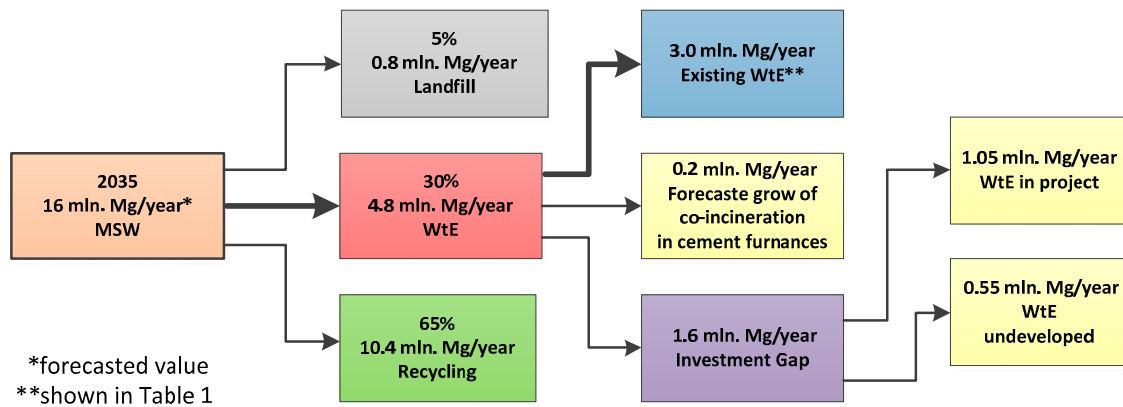 2035
16 mln. Mg/year*
MSW
5%
0.8 mln. Mg/year
Landfill
30%
4.8 mln. Mg/year
WtE
65%
10.4 mln. Mg/year
Recycling
3.0 mln. Mg/year
Existing WtE**
0.2 mln. Mg/year
Forecaste grow of
co-incineration
in cement furnances
1.6 mln. Mg/year
Investment Gap
1.05 mln. Mg/year
WtE in project
0.55 mln. Mg/year
WtE
undeveloped
*forecasted value
**shown in Table 1